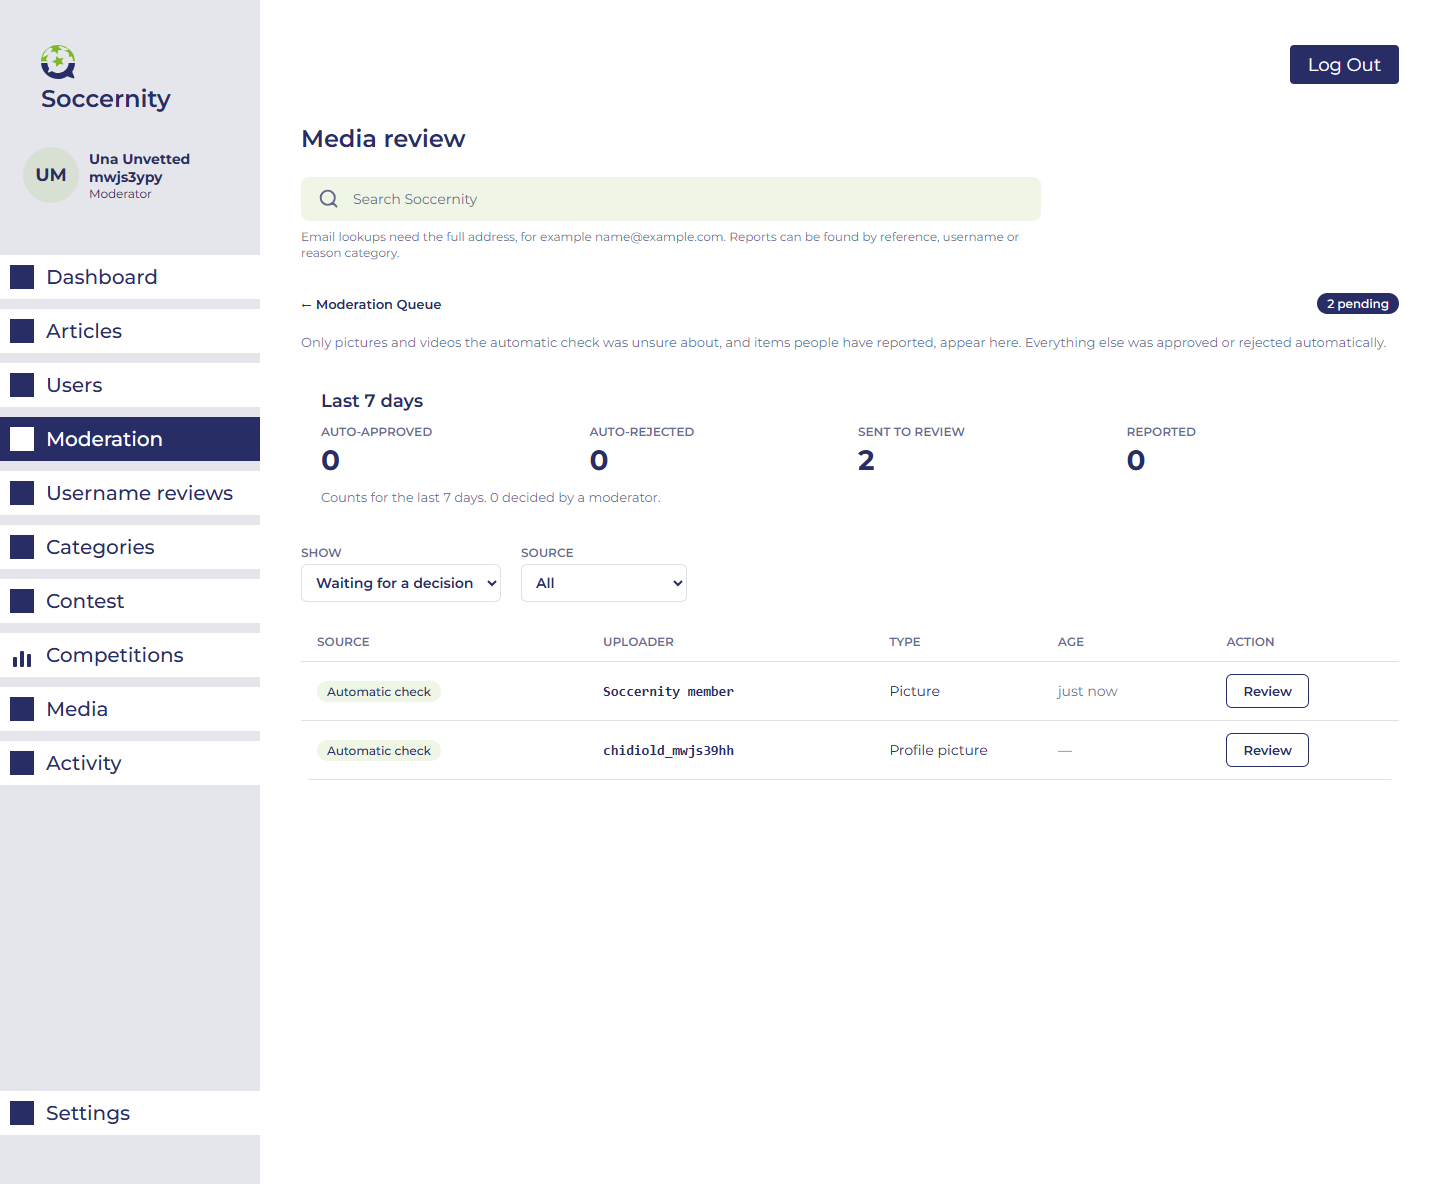 Log Out
Soccernity
UM
Una Unvetted
mwjs3ypy
Moderator
Dashboard
Articles
Users
Moderation
Username reviews
Categories
Contest
Competitions
Media
Activity
Settings
Media review
Search Soccernity
Email lookups need the full address, for example name@example.com. Reports can be found by reference, username or
reason category.
← Moderation Queue
2 pending
Only pictures and videos the automatic check was unsure about, and items people have reported, appear here. Everything else was approved or rejected automatically.
Last 7 days
AUTO-APPROVED AUTO-REJECTED SENT TO REVIEW REPORTED
0 0 2 0
Counts for the last 7 days. 0 decided by a moderator.
SHOW SOURCE
Waiting for a decision All
SOURCE UPLOADER TYPE AGE ACTION
Automatic check Soccernity member Picture just now Review
Automatic check chidiold_mwjs39hh Profile picture — Review